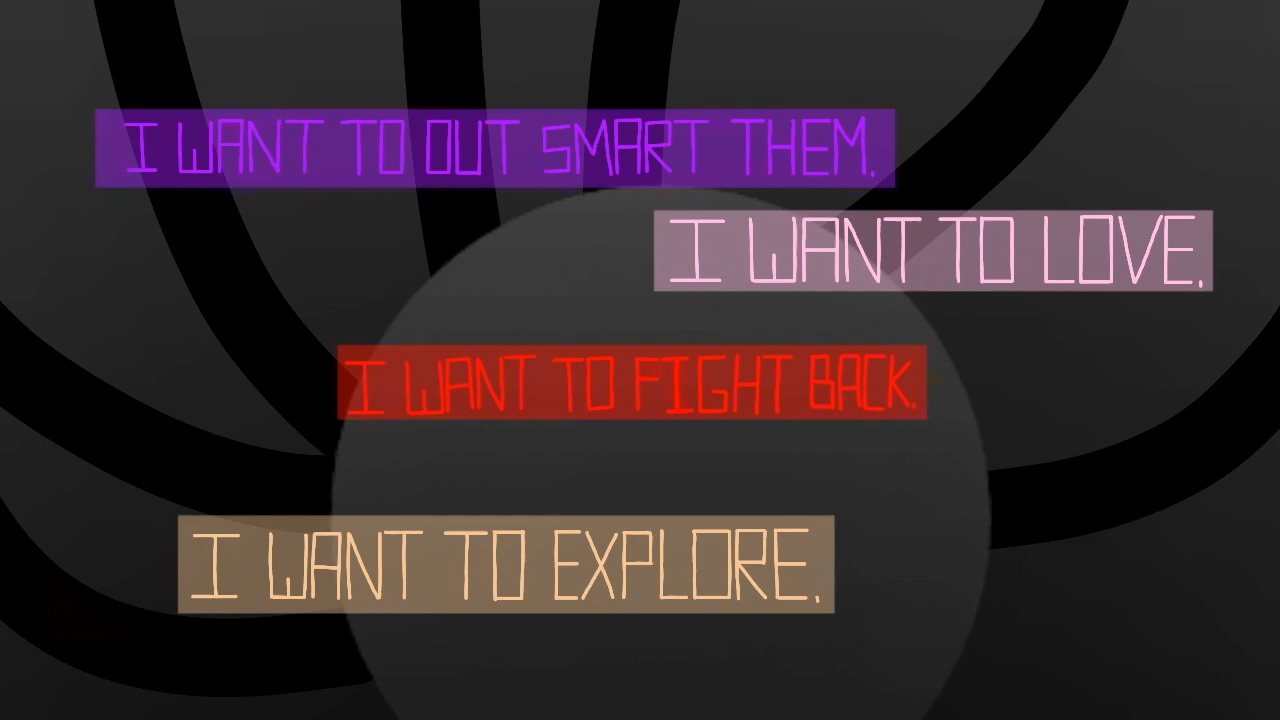 I WANT TO OUT SMART THEM.
I WANT TO LOVE.
I WANT TO FIGHT BACK.
I WANT TO EXPLORE.